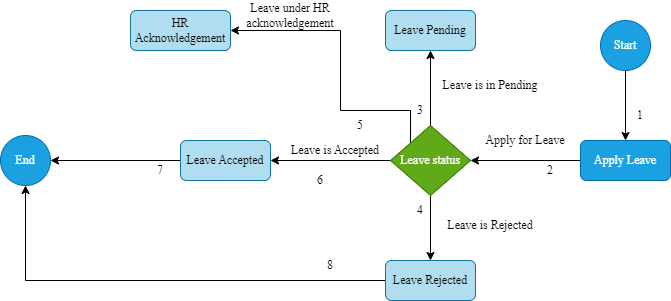 Leave under HR
acknowledgement
HR
Acknowledgement
Leave Pending
Start
Leave is in Pending
3
1
5
Apply for Leave
Leave is Accepted
End
Leave Accepted
Leave status
Apply Leave
7
6
2
4
Leave is Rejected
8
Leave Rejected